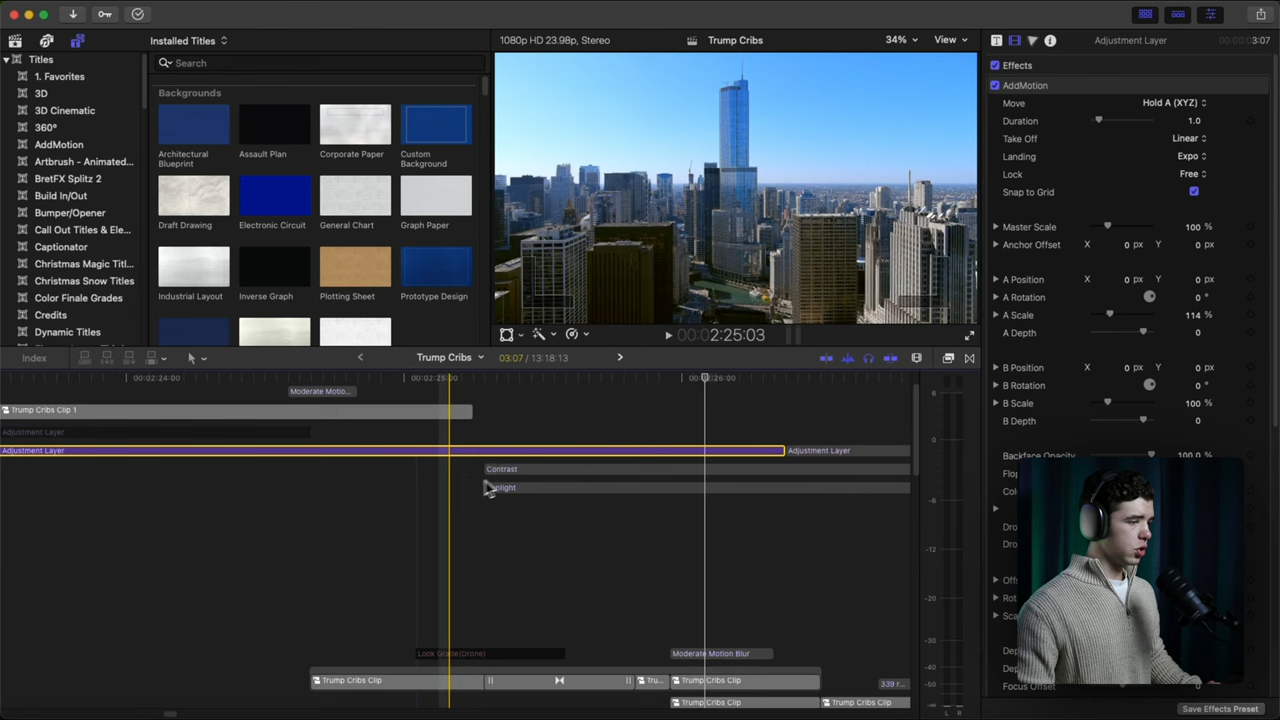 Installed Titles
1080p HD 23.98p, Stereo
Trump Cribs
34%
View
Adjustment Layer
3:07
Titles
1. Favorites
3D
3D Cinematic
360°
AddMotion
Artbrush - Animated...
BretFX Splitz 2
Build In/Out
Bumper/Opener
Call Out Titles & Ele...
Captionator
Christmas Magic Titl...
Christmas Snow Titles
Color Finale Grades
Credits
Dynamic Titles
Search
Backgrounds
Architectural Blueprint
Assault Plan
Corporate Paper
Custom Background
Draft Drawing
Electronic Circuit
General Chart
Graph Paper
Industrial Layout
Inverse Graph
Plotting Sheet
Prototype Design
00:00:02:25:03
Effects
AddMotion
Move Hold A (XYZ)
Duration 1.0
Take Off Linear
Landing Expo
Lock Free
Snap to Grid
Master Scale 100 %
Anchor Offset X 0 px Y 0 px
A Position X 0 px Y 0 px
A Rotation 0 °
A Scale 114 %
A Depth 0
B Position X 0 px Y 0 px
B Rotation 0 °
B Scale 100 %
B Depth 0
Backface Opacity 100.0 %
Index
Trump Cribs
03:07 / 13:18:13
00:02:24:00
00:02:25:00
00:02:26:00
Moderate Motio...
Trump Cribs Clip 1
Adjustment Layer
Adjustment Layer
Adjustment Layer
Contrast
Look Grade(Drone)
Moderate Motion Blur
Trump Cribs Clip
Tru...
Trump Cribs Clip
339 r...
Trump Cribs Clip
Trump Cribs Clip
6
0
-6
-12
-20
-30
-40
-50
L R
Focus Offset
Save Effects Preset